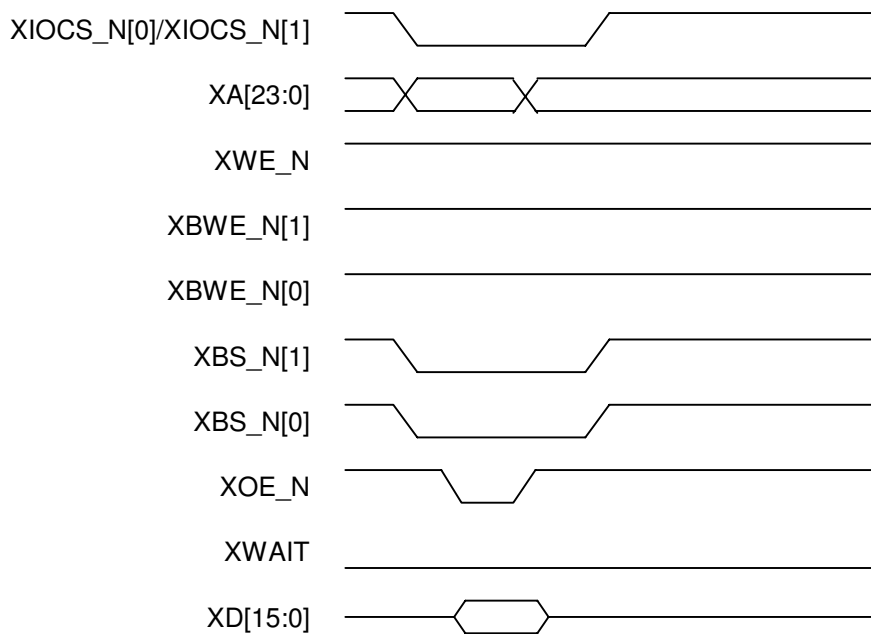 XIOCS_N[0]/XIOCS_N[1]
XA[23:0]
XWE_N
XBWE_N[1]
XBWE_N[0]
XBS_N[1]
XBS_N[0]
XOE_N
XWAIT
XD[15:0]